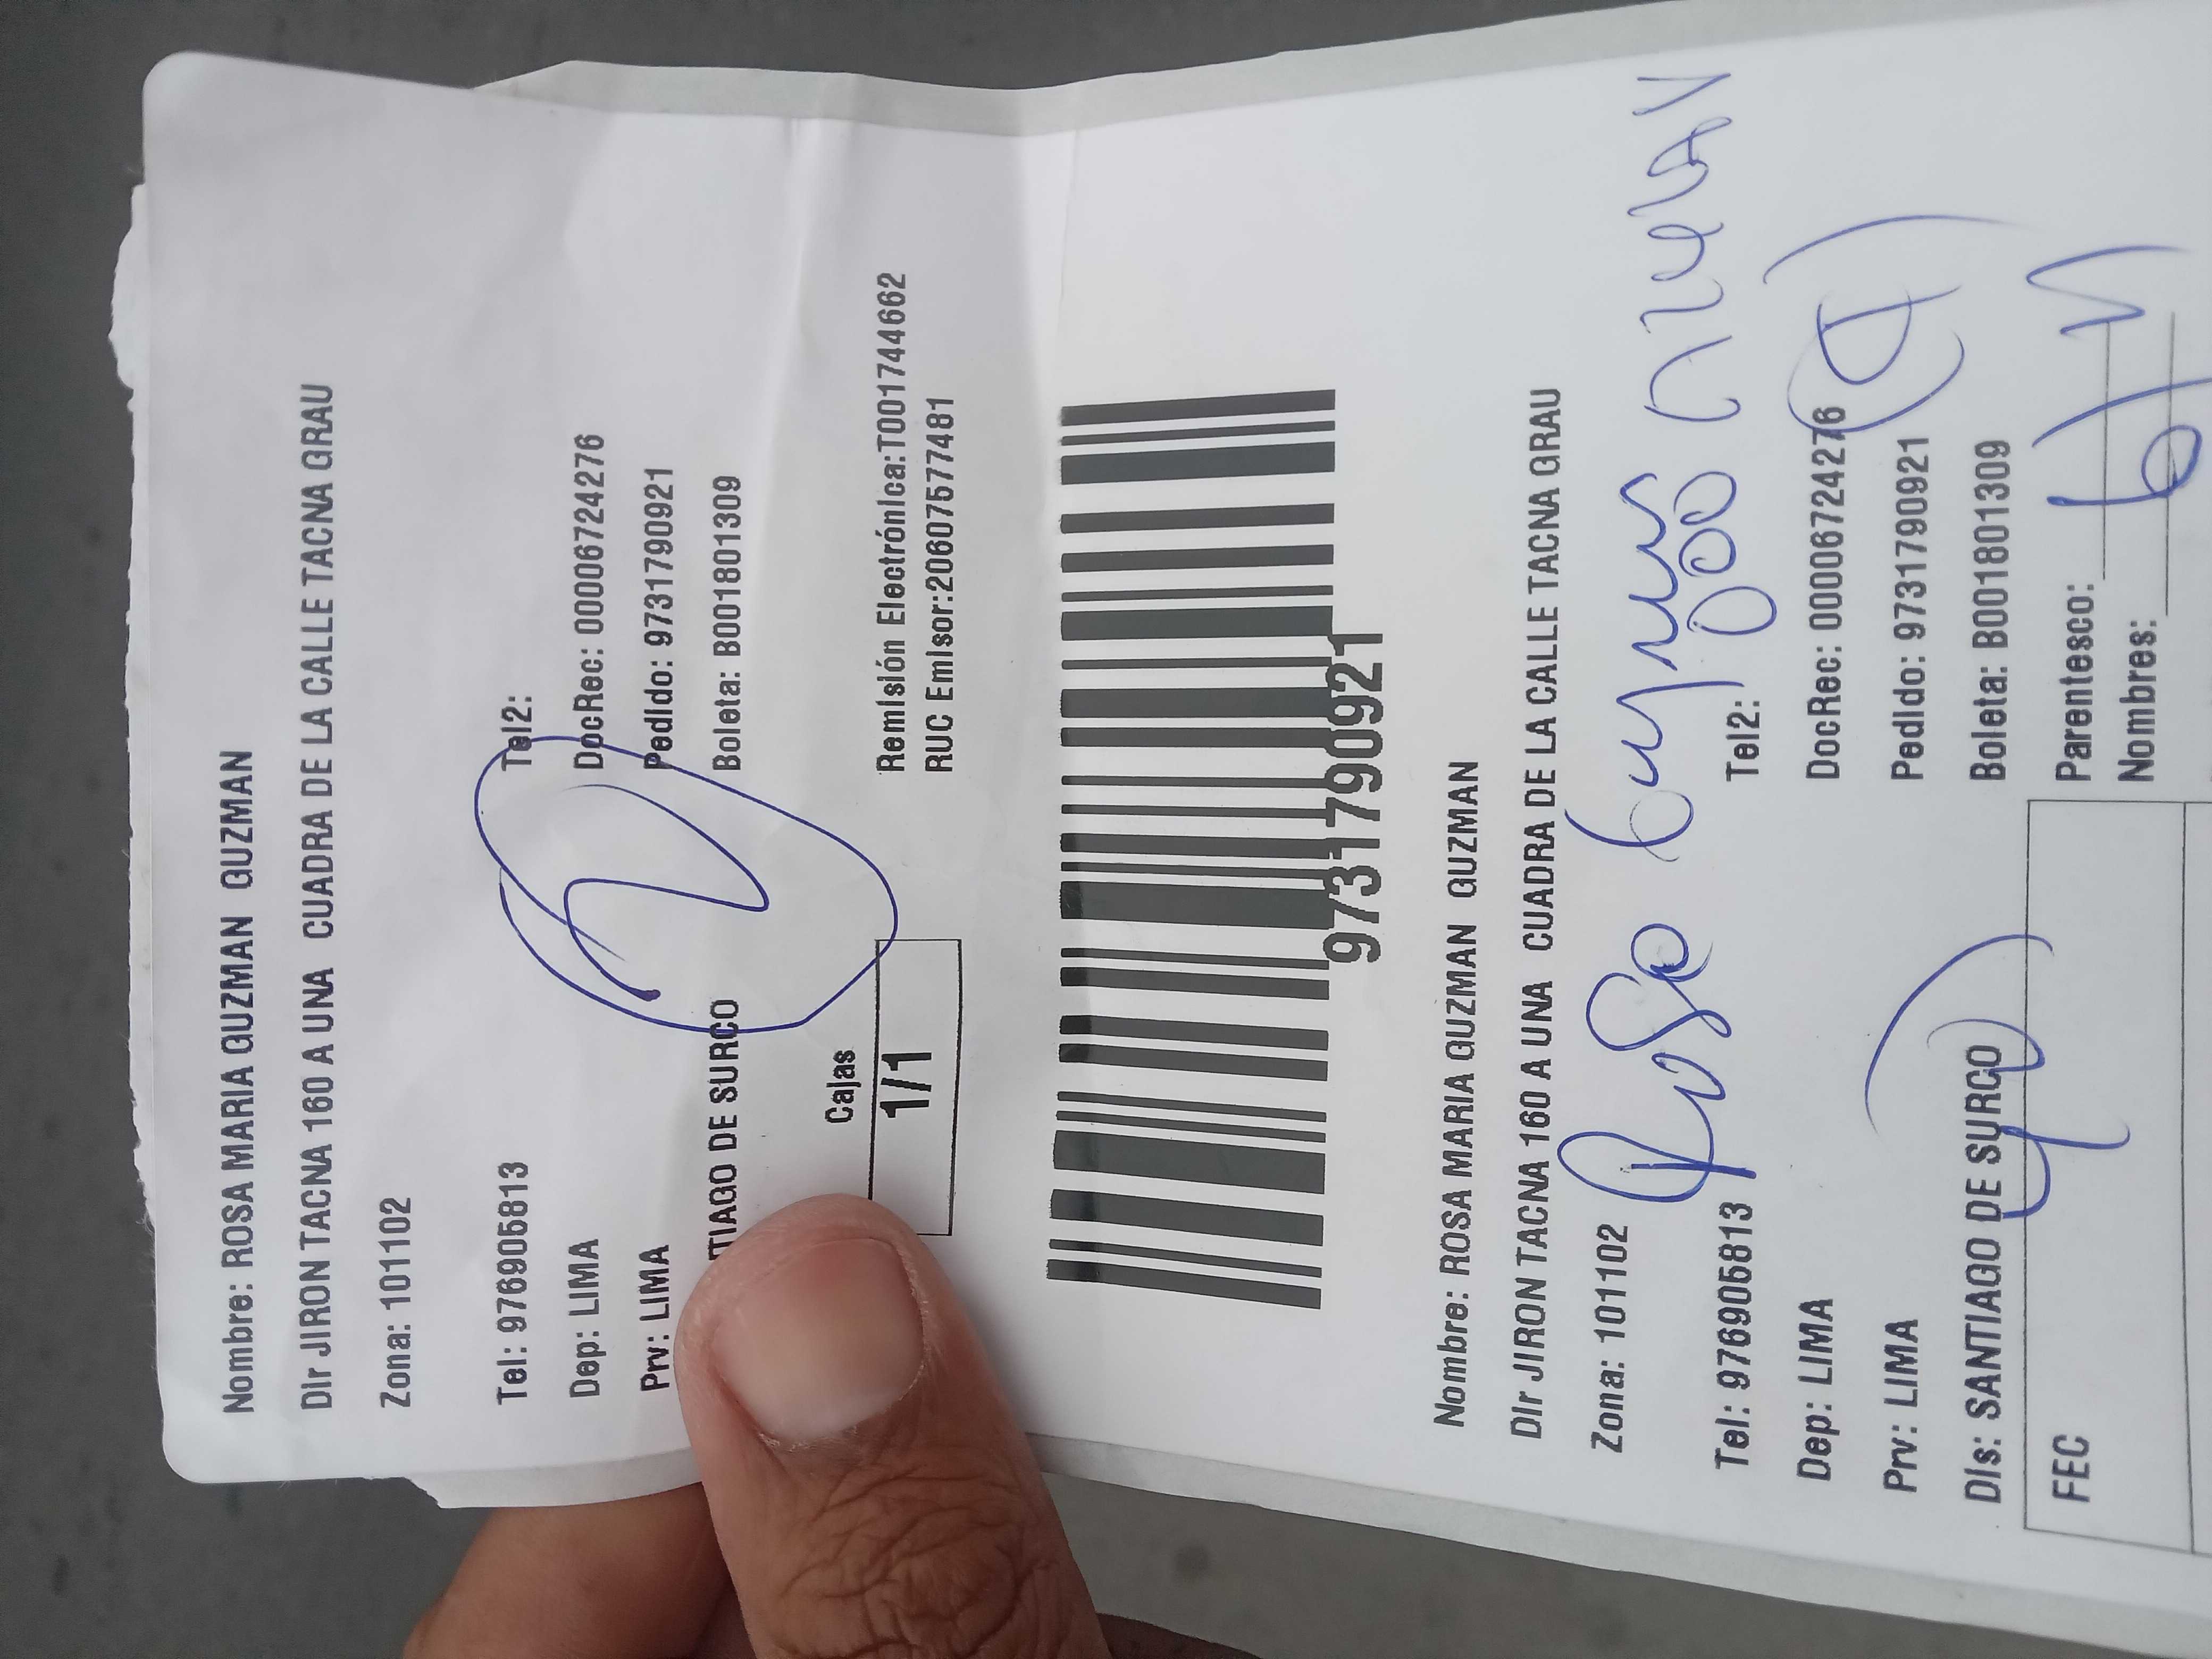 Nombre: ROSA MARIA GUZMAN GUZMAN
Dir JIRON TACNA 160 A UNA CUADRA DE LA CALLE TACNA GRAU
Zona: 101102
Tel: 976905813 Tel2:
Dep: LIMA DocRec: 000067242​76
Prv: LIMA Pedido: 9731790921
TIAGO DE SURCO Boleta: B001801309
Cajas
1/1
Remisión Electrónica:T001744662
RUC Emisor:20607577481
9731790921
Nombre: ROSA MARIA GUZMAN GUZMAN
Dir JIRON TACNA 160 A UNA CUADRA DE LA CALLE TACNA GRAU
Zona: 101102
Rosa
Tel: 976905813 Tel2:
Dep: LIMA DocRec: 00006724276
Prv: LIMA Pedido: 9731790921
Dis: SANTIAGO DE SURCO Boleta: B001801309
FEC Parentesco:
Nombres: